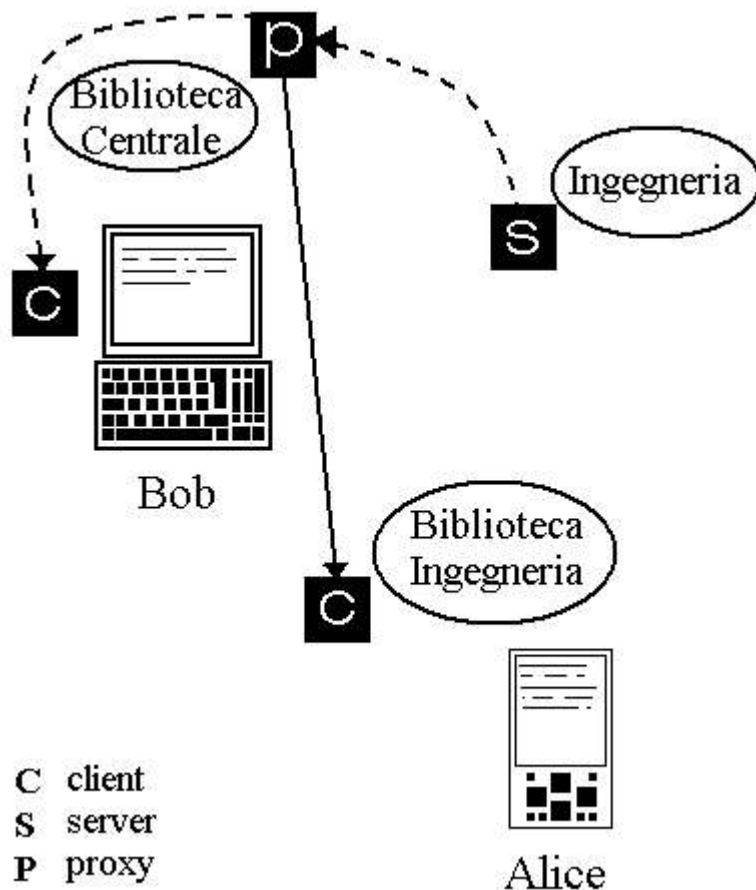 p
Biblioteca
Centrale
Ingegneria
s
c
Bob
Biblioteca
Ingegneria
c
C client
S server
P proxy
Alice